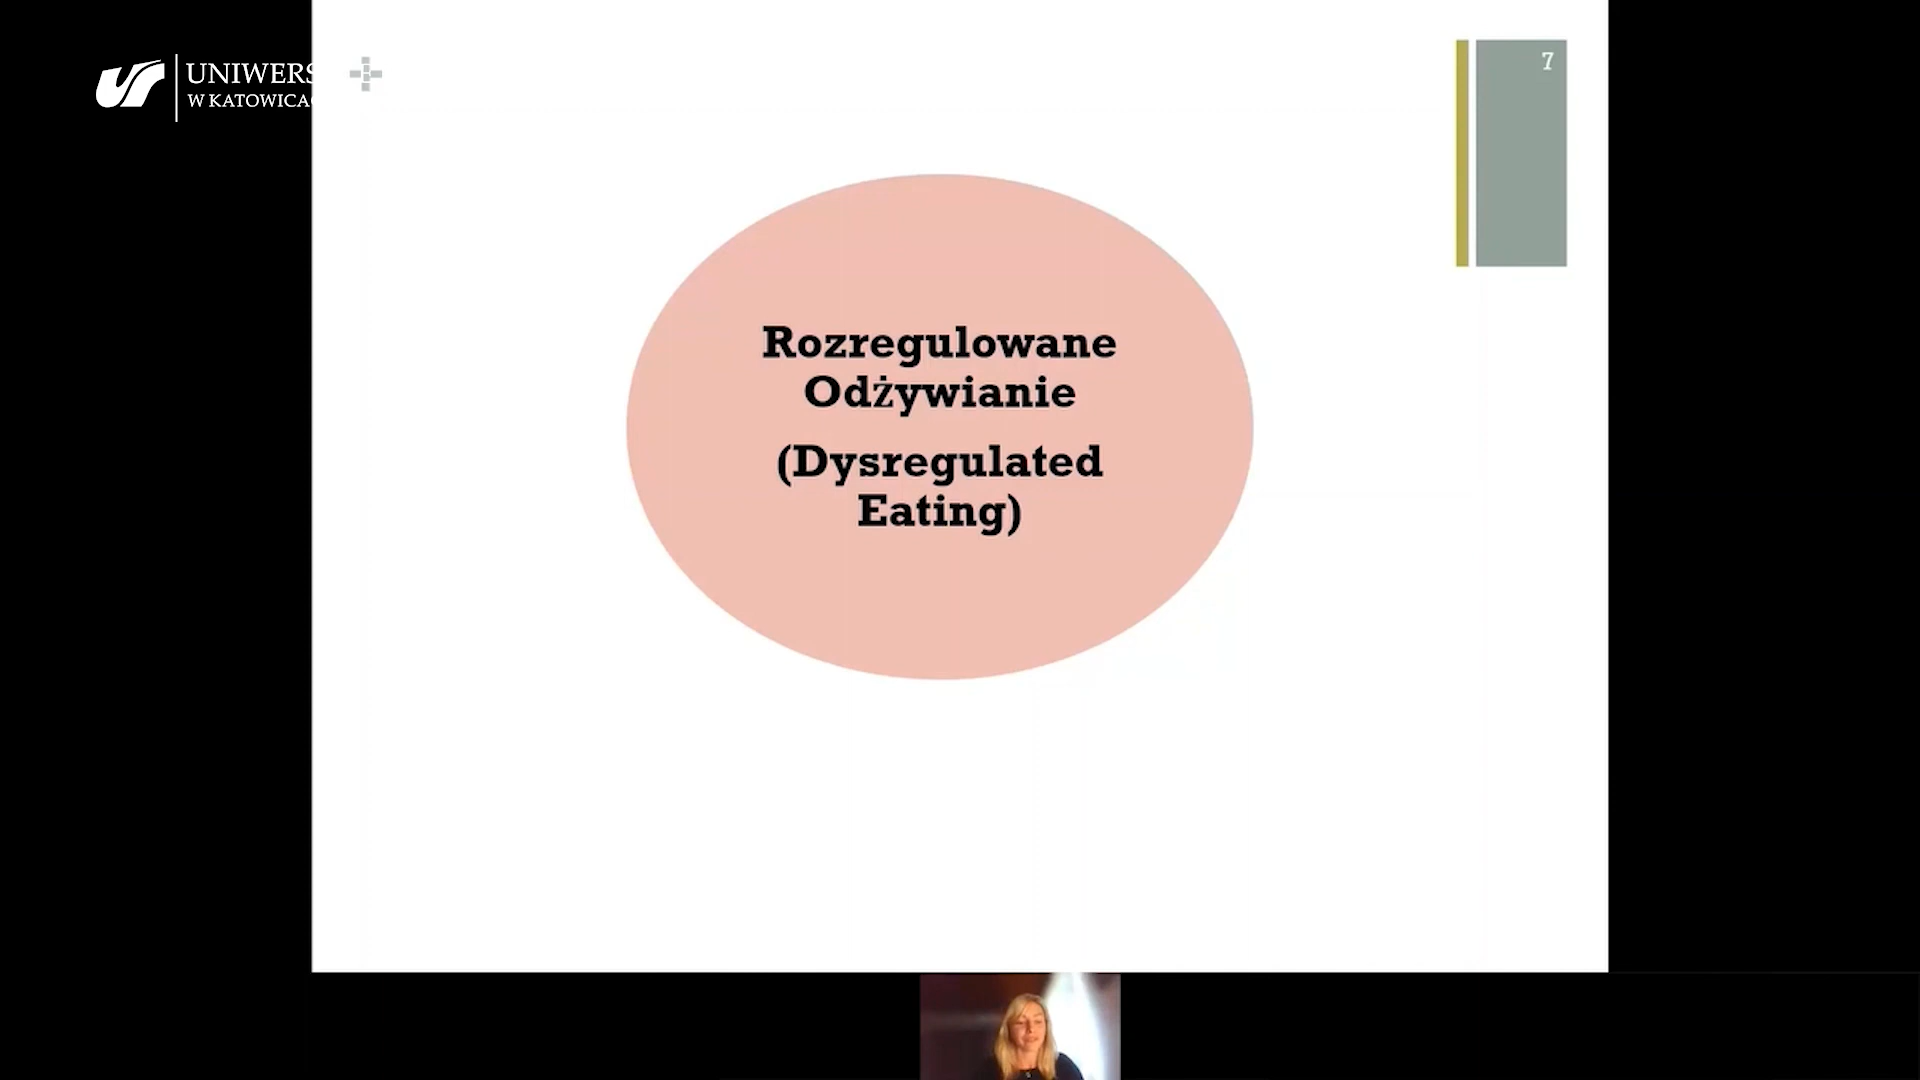 UNIWERS
W KATOWICA
7
Rozregulowane
Odżywianie
(Dysregulated
Eating)